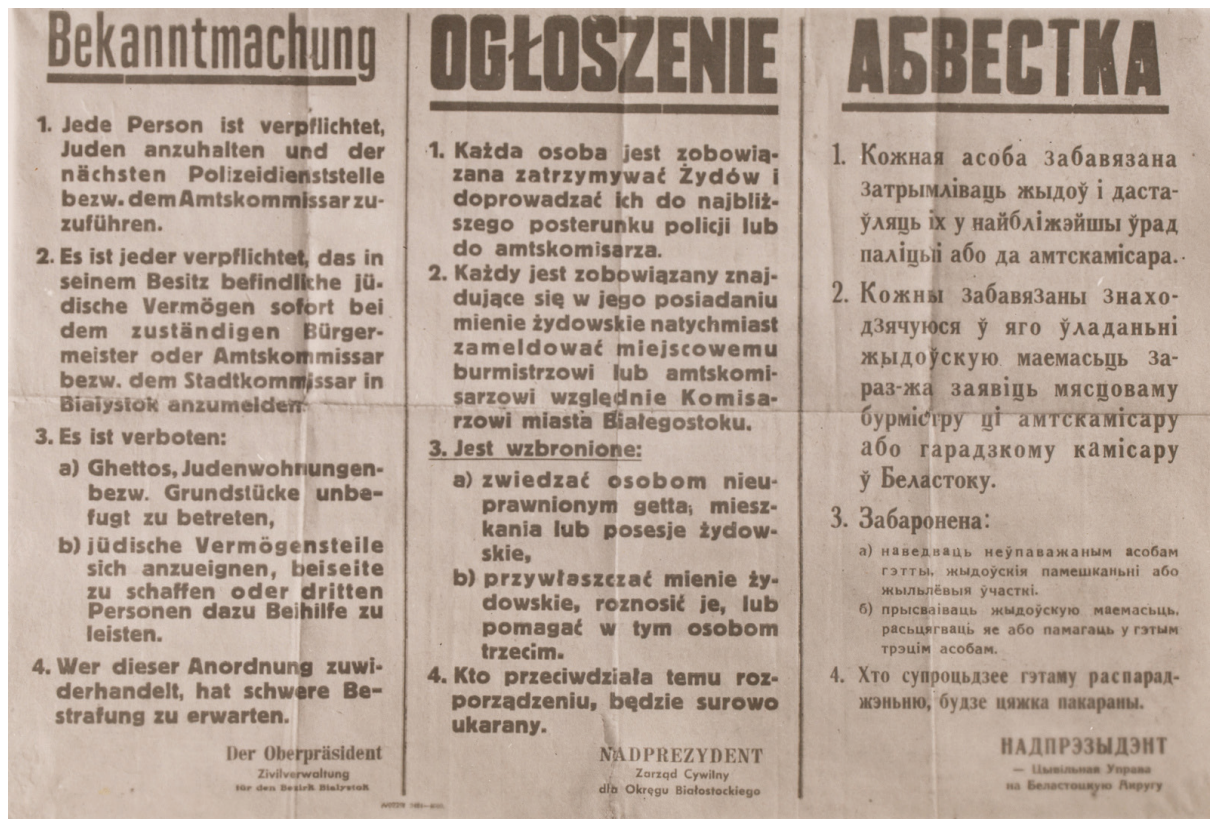 Bekanntmachung
1. Jede Person ist verpflichtet,
Juden anzuhalten und der
nächsten Polizeidienststelle
bezw. dem Amtskommissar zu-
zuführen.
2. Es ist jeder verpflichtet, das in
seinem Besitz befindliche jü-
dische Vermögen sofort bei
dem zuständigen Bürger-
meister oder Amtskommissar
bezw. dem Stadtkommissar in
Bialystok anzumelden.
3. Es ist verboten:
a) Ghettos, Judenwohnungen-
bezw. Grundstücke unbe-
fugt zu betreten,
b) jüdische Vermögensteile
sich anzueignen, beiseite
zu schaffen oder dritten
Personen dazu Beihilfe zu
leisten.
4. Wer dieser Anordnung zuwi-
derhandelt, hat schwere Be-
strafung zu erwarten.
Der Oberpräsident
Zivilverwaltung
für den Bezirk Bialystok
OGŁOSZENIE
1. Każda osoba jest zobowią-
zana zatrzymywać Żydów i
doprowadzać ich do najbliż-
szego posterunku policji lub
do amtskomisarza.
2. Każdy jest zobowiązany znaj-
dujące się w jego posiadaniu
mienie żydowskie natychmiast
zameldować miejscowemu
burmistrzowi lub amtskomi-
sarzowi względnie Komisa-
rzowi miasta Białegostoku.
3. Jest wzbronione:
a) zwiedzać osobom nieu-
prawnionym getta, miesz-
kania lub posesje żydow-
skie,
b) przywłaszczać mienie ży-
dowskie, roznosić je, lub
pomagać w tym osobom
trzecim.
4. Kto przeciwdziała temu roz-
porządzeniu, będzie surowo
ukarany.
NADPREZYDENT
Zarząd Cywilny
dla Okręgu Białostockiego
АБВЕСТКА
1. Кожная асоба забавязана
затрымліваць жыдоў і даста-
ўляць іх у найбліжэйшы ўрад
паліцыі або да амтскамісара.
2. Кожны забавязаны знахо-
дзячуюся ў яго ўладаньні
жыдоўскую маемасьць за-
раз-жа заявіць мясцоваму
бурмістру ці амтскамісару
або гарадзкому камісару
ў Беластоку.
3. Забаронена:
а) наведваць неўпаважаным асобам
гэтты, жыдоўскія памешканьні або
жыльлёвыя ўчасткі.
б) прысваіваць жыдоўскую маемасьць,
расьцягваць яе або памагаць у гэтым
трэцім асобам.
4. Хто супроцьдзее гэтаму распарад-
жэньню, будзе цяжка пакараны.
НАДПРЭЗЫДЭНТ
— Цывільная Управа
на Беластоцкую Акругу